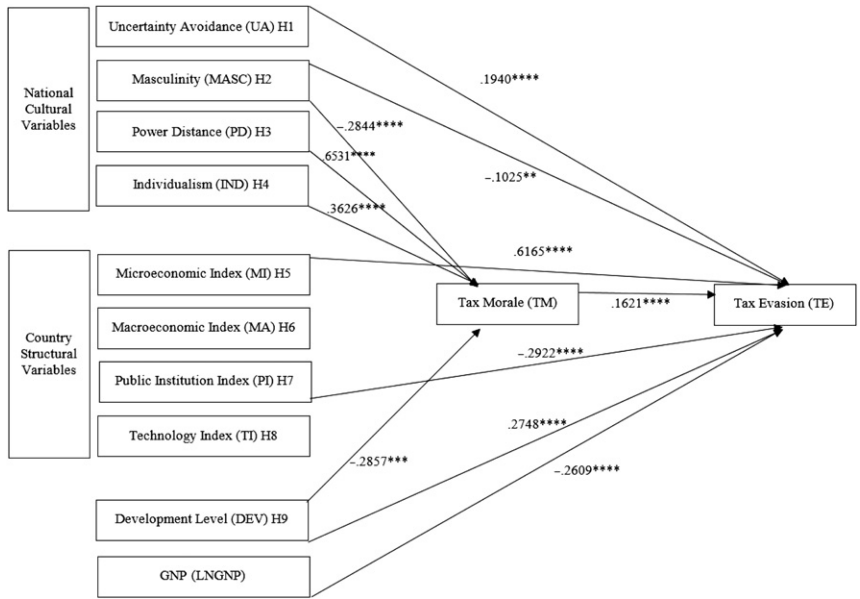 National
Cultural
Variables
Uncertainty Avoidance (UA) H1
Masculinity (MASC) H2
Power Distance (PD) H3
Individualism (IND) H4
.1940****
–.2844****
.6531****
–.1025**
.3626****
Country
Structural
Variables
Microeconomic Index (MI) H5
Macroeconomic Index (MA) H6
Public Institution Index (PI) H7
Technology Index (TI) H8
.6165****
Tax Morale (TM)
.1621****
Tax Evasion (TE)
–.2922****
.2748****
–.2857***
–.2609****
Development Level (DEV) H9
GNP (LNGNP)